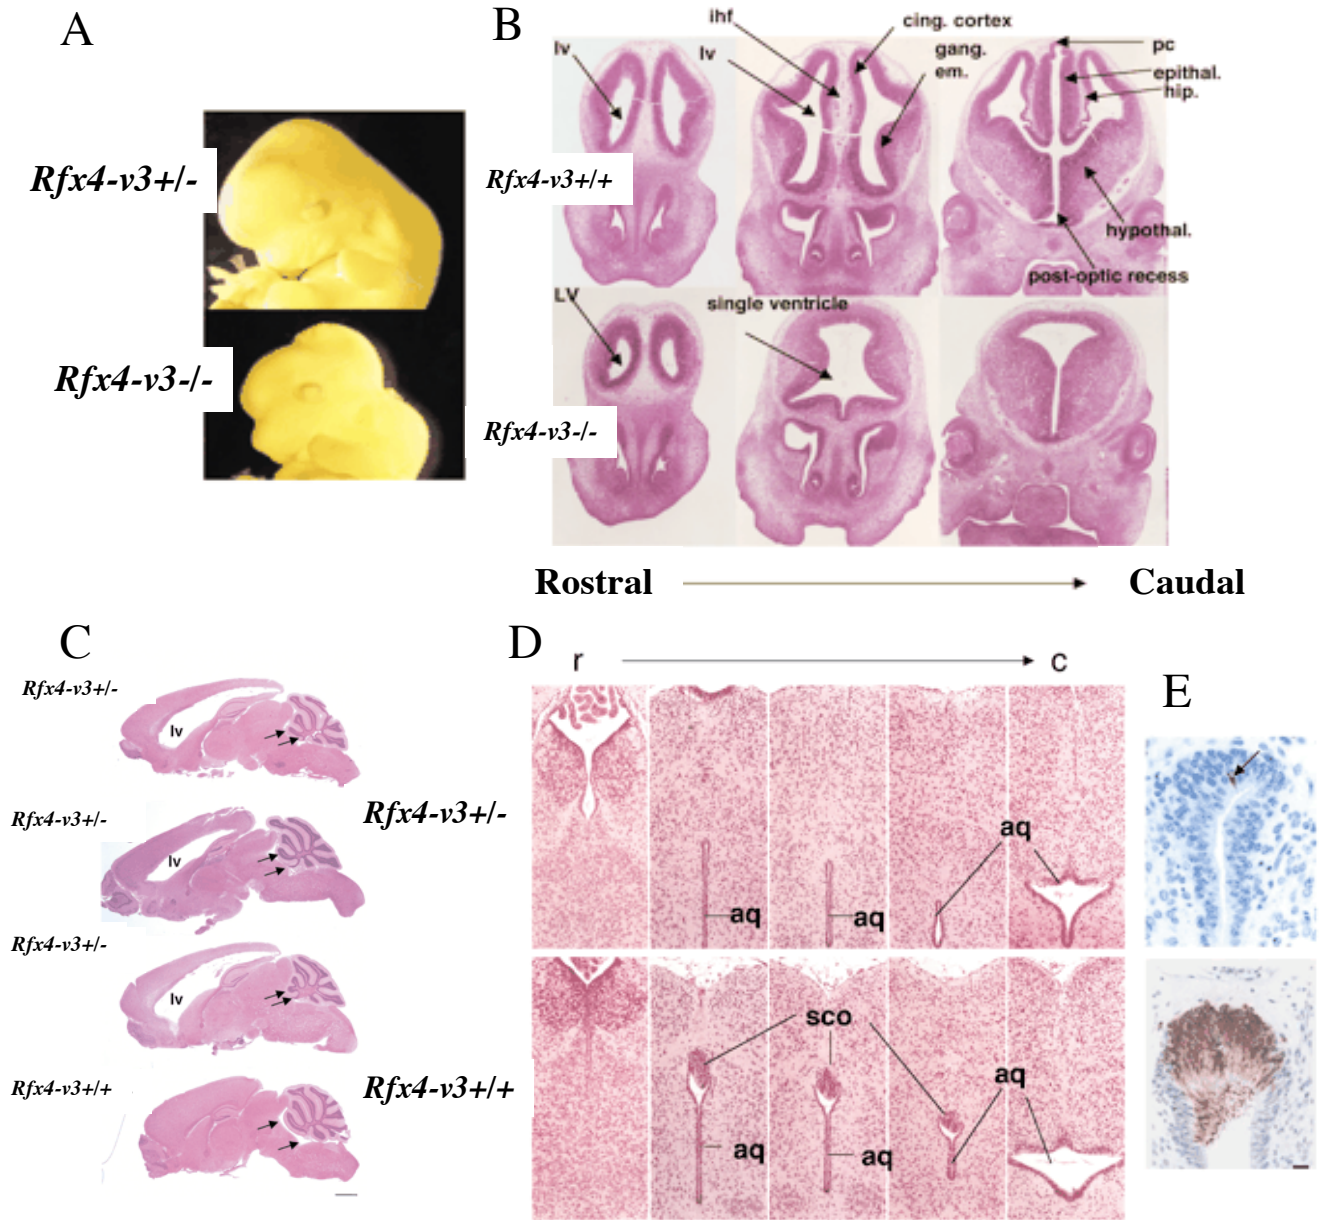 A
Rfx4-v3+/-
Rfx4-v3-/-
B
ihf
cing. cortex
lv
lv
gang.
em.
pc
epithal.
hip.
Rfx4-v3+/+
hypothal.
post-optic recess
LV
single ventricle
Rfx4-v3-/-
Rostral
Caudal
C
Rfx4-v3+/-
lv
Rfx4-v3+/-
lv
Rfx4-v3+/-
lv
Rfx4-v3+/+
D
r
c
Rfx4-v3+/-
aq
aq
aq
Rfx4-v3+/+
sco
aq
aq
aq
E